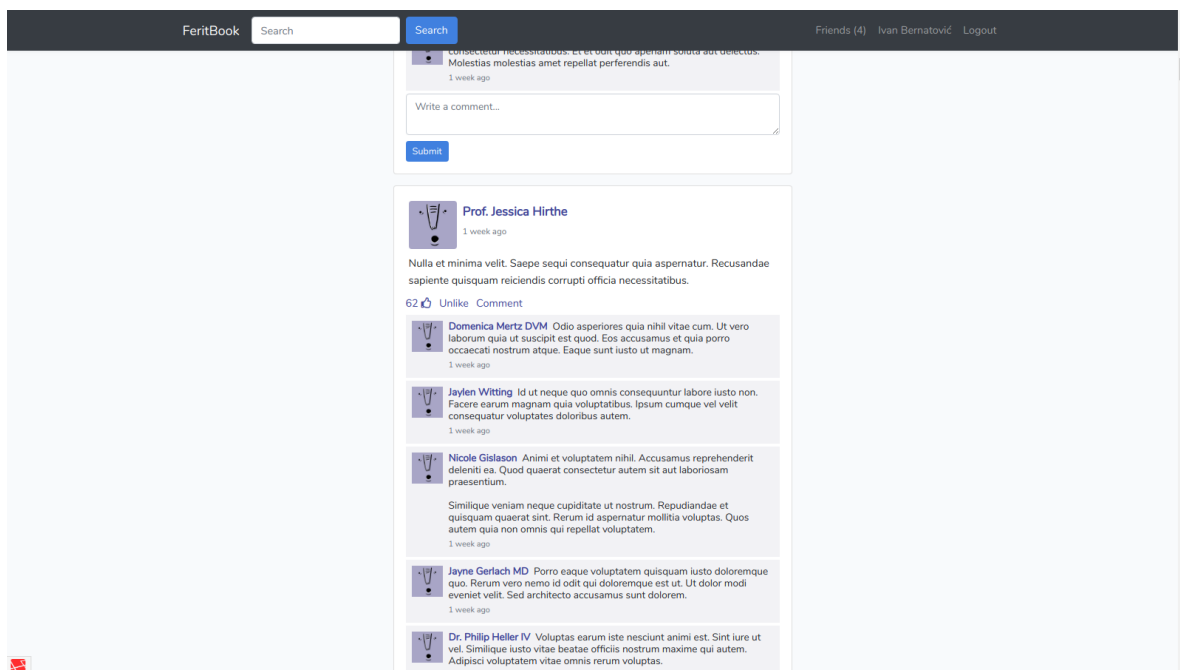 FeritBook Search Search Friends (4) Ivan Bernatović Logout
consectetur necessitatibus. Et et odit quo aperiam soluta aut delectus.
Molestias molestias amet repellat perferendis aut.
1 week ago
Write a comment...
Submit
Prof. Jessica Hirthe
1 week ago
Nulla et minima velit. Saepe sequi consequatur quia aspernatur. Recusandae
sapiente quisquam reiciendis corrupti officia necessitatibus.
62 Unlike Comment
Domenica Mertz DVM Odio asperiores quia nihil vitae cum. Ut vero
laborum quia ut suscipit est quod. Eos accusamus et quia porro
occaecati nostrum atque. Eaque sunt iusto ut magnam.
1 week ago
Jaylen Witting Id ut neque quo omnis consequuntur labore iusto non.
Facere earum magnam quia voluptatibus. Ipsum cumque vel velit
consequatur voluptates doloribus autem.
1 week ago
Nicole Gislason Animi et voluptatem nihil. Accusamus reprehenderit
deleniti ea. Quod quaerat consectetur autem sit aut laboriosam
praesentium.
Similique veniam neque cupiditate ut nostrum. Repudiandae et
quisquam quaerat sint. Rerum id aspernatur mollitia voluptas. Quos
autem quia non omnis qui repellat voluptatem.
1 week ago
Jayne Gerlach MD Porro eaque voluptatem quisquam iusto doloremque
quo. Rerum vero nemo id odit qui doloremque est ut. Ut dolor modi
eveniet velit. Sed architecto accusamus sunt dolorem.
1 week ago
Dr. Philip Heller IV Voluptas earum iste nesciunt animi est. Sint iure ut
vel. Similique iusto vitae beatae officiis nostrum maxime qui autem.
Adipisci voluptatem vitae omnis rerum voluptas.